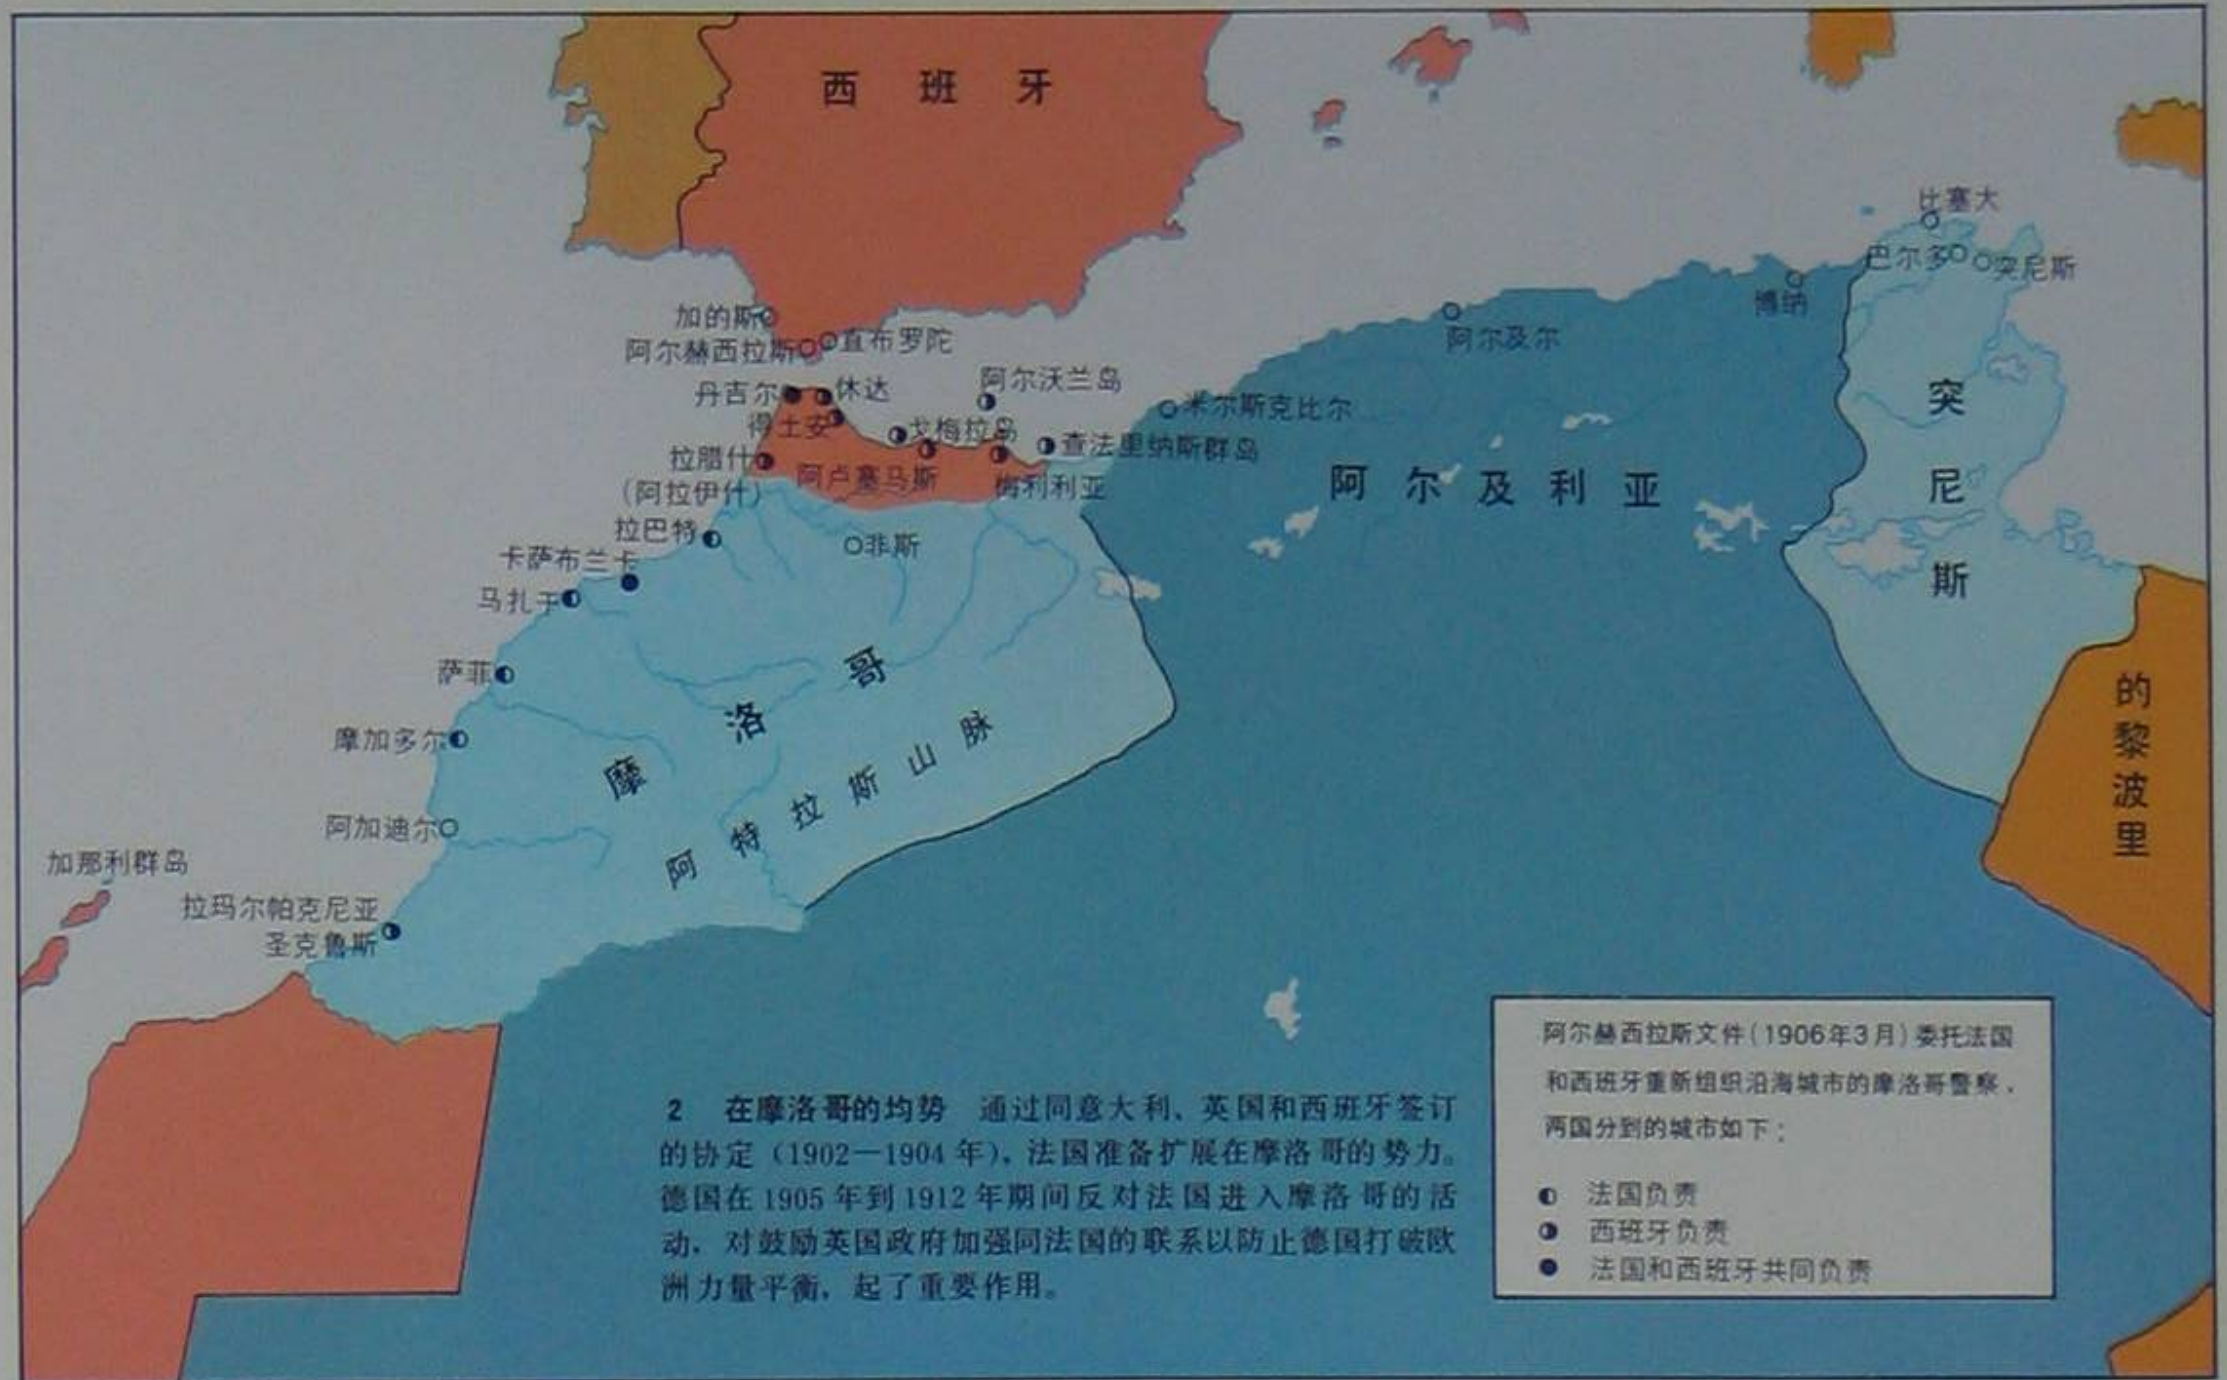 西班牙
比塞大
巴尔多
突尼斯
博纳
加的斯
阿尔赫西拉斯
直布罗陀
阿尔及尔
丹吉尔
休达
阿尔沃兰岛
米尔斯克比尔
得土安
戈梅拉岛
查法里纳斯群岛
拉腊什
(阿拉伊什)
阿卢塞马斯
梅利利亚
阿尔及利亚
突尼斯
拉巴特
非斯
卡萨布兰卡
马扎干
萨菲
摩洛哥
摩加多尔
阿特拉斯山脉
的黎波里
阿加迪尔
加那利群岛
拉玛尔帕克尼亚
圣克鲁斯
2 在摩洛哥的均势 通过同意大利、英国和西班牙签订
的协定（1902—1904 年），法国准备扩展在摩洛哥的势力。
德国在 1905 年到 1912 年期间反对法国进入摩洛哥的活
动，对鼓励英国政府加强同法国的联系以防止德国打破欧
洲力量平衡，起了重要作用。
阿尔赫西拉斯文件(1906年3月)委托法国
和西班牙重新组织沿海城市的摩洛哥警察，
两国分到的城市如下：
法国负责
西班牙负责
法国和西班牙共同负责